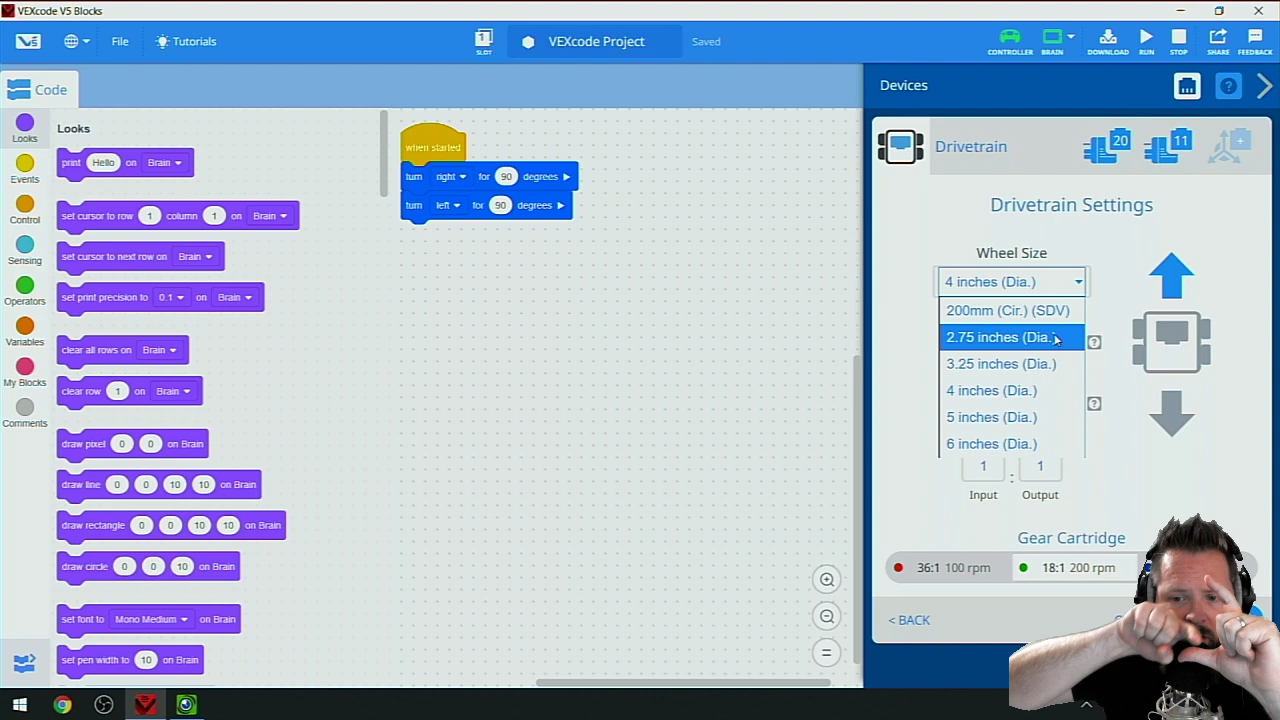 VEXcode V5 Blocks
V5
File
Tutorials
1
SLOT
VEXcode Project
Saved
CONTROLLER
BRAIN
DOWNLOAD
RUN
STOP
SHARE
FEEDBACK
Code
Looks
Events
Control
Sensing
Operators
Variables
My Blocks
Comments
Looks
print Hello on Brain
set cursor to row 1 column 1 on Brain
set cursor to next row on Brain
set print precision to 0.1 on Brain
clear all rows on Brain
clear row 1 on Brain
draw pixel 0 0 on Brain
draw line 0 0 10 10 on Brain
draw rectangle 0 0 10 10 on Brain
draw circle 0 0 10 on Brain
set font to Mono Medium on Brain
set pen width to 10 on Brain
when started
turn right for 90 degrees
turn left for 90 degrees
Devices
?
Drivetrain
20
11
+
Drivetrain Settings
Wheel Size
4 inches (Dia.)
200mm (Cir.) (SDV)
2.75 inches (Dia.)
3.25 inches (Dia.)
4 inches (Dia.)
5 inches (Dia.)
6 inches (Dia.)
?
?
1 : 1
Input Output
Gear Cartridge
36:1 100 rpm
18:1 200 rpm
< BACK